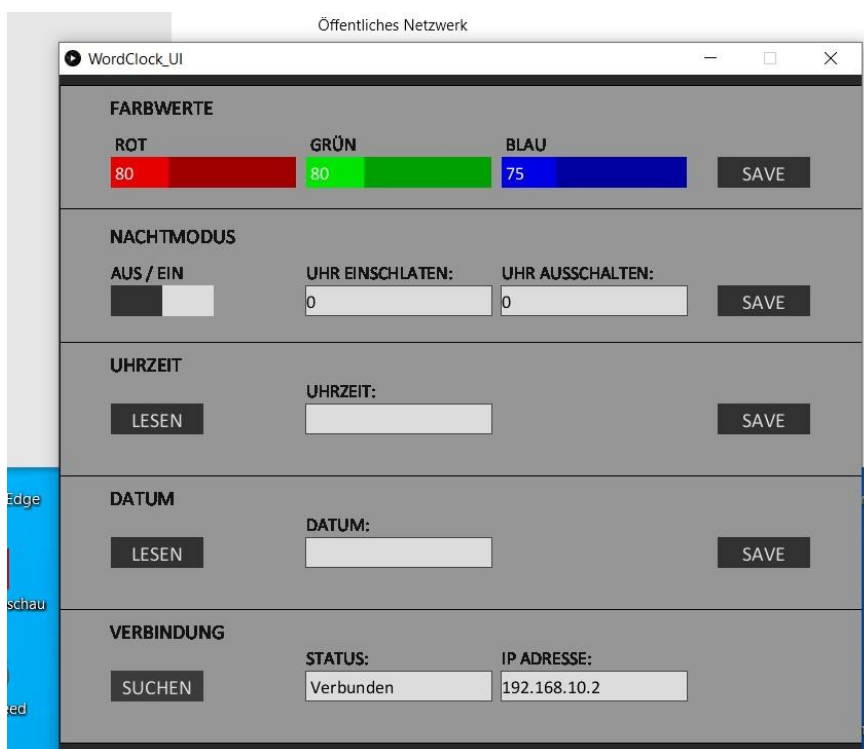 Öffentliches Netzwerk
WordClock_UI
FARBWERTE
ROT GRÜN BLAU
80 80 75 SAVE
NACHTMODUS
AUS / EIN UHR EINSCHLATEN: UHR AUSSCHALTEN:
0 0 SAVE
UHRZEIT
UHRZEIT:
LESEN SAVE
Edge
DATUM
DATUM:
LESEN SAVE
schau
VERBINDUNG
STATUS: IP ADRESSE:
SUCHEN Verbunden 192.168.10.2